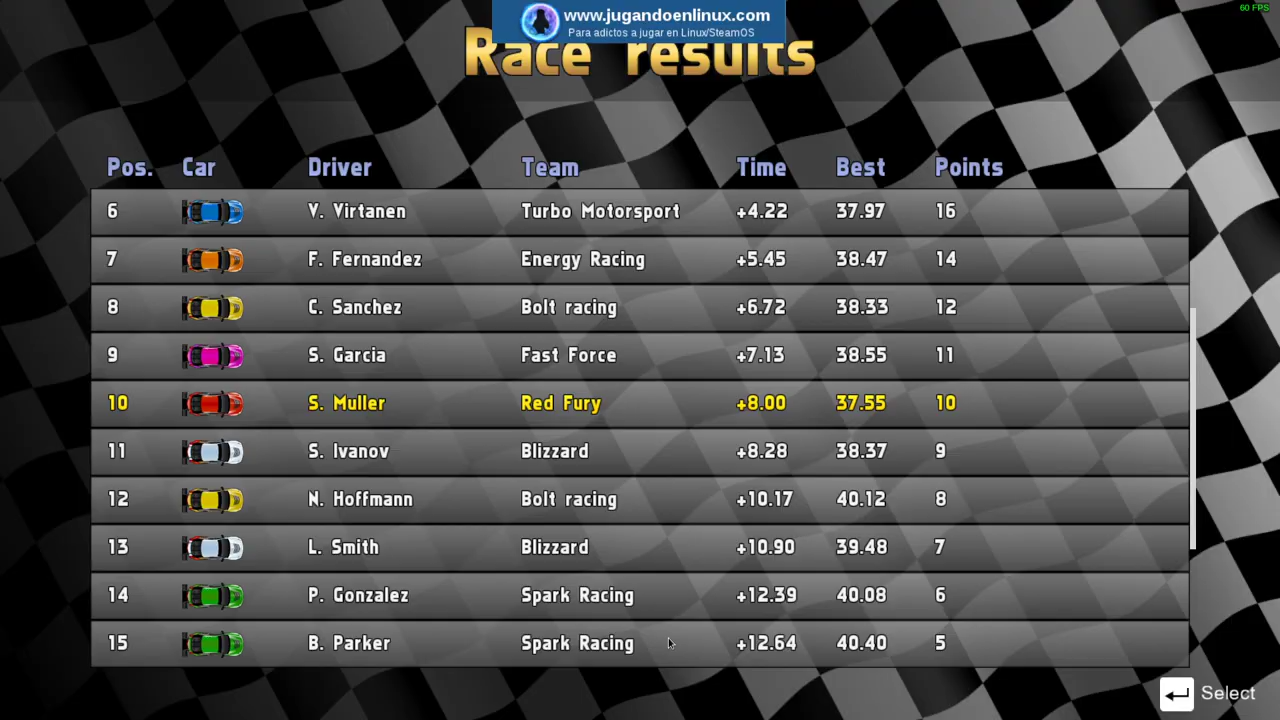 60 FPS
www.jugandoenlinux.com
Para adictos a jugar en Linux/SteamOS
Race results
Pos. Car Driver Team Time Best Points
6 V. Virtanen Turbo Motorsport +4.22 37.97 16
7 F. Fernandez Energy Racing +5.45 38.47 14
8 C. Sanchez Bolt racing +6.72 38.33 12
9 S. Garcia Fast Force +7.13 38.55 11
10 S. Muller Red Fury +8.00 37.55 10
11 S. Ivanov Blizzard +8.28 38.37 9
12 N. Hoffmann Bolt racing +10.17 40.12 8
13 L. Smith Blizzard +10.90 39.48 7
14 P. Gonzalez Spark Racing +12.39 40.08 6
15 B. Parker Spark Racing +12.64 40.40 5
Select